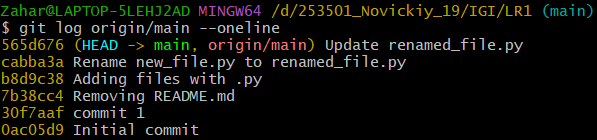 Zahar@LAPTOP-5LEHJ2AD MINGW64 /d/253501_Novickiy_19/IGI/LR1 (main)
$ git log origin/main --oneline
565d676 (HEAD -> main, origin/main) Update renamed_file.py
cabba3a Rename new_file.py to renamed_file.py
b8d9c38 Adding files with .py
7b38cc4 Removing README.md
30f7aaf commit 1
0ac05d9 Initial commit